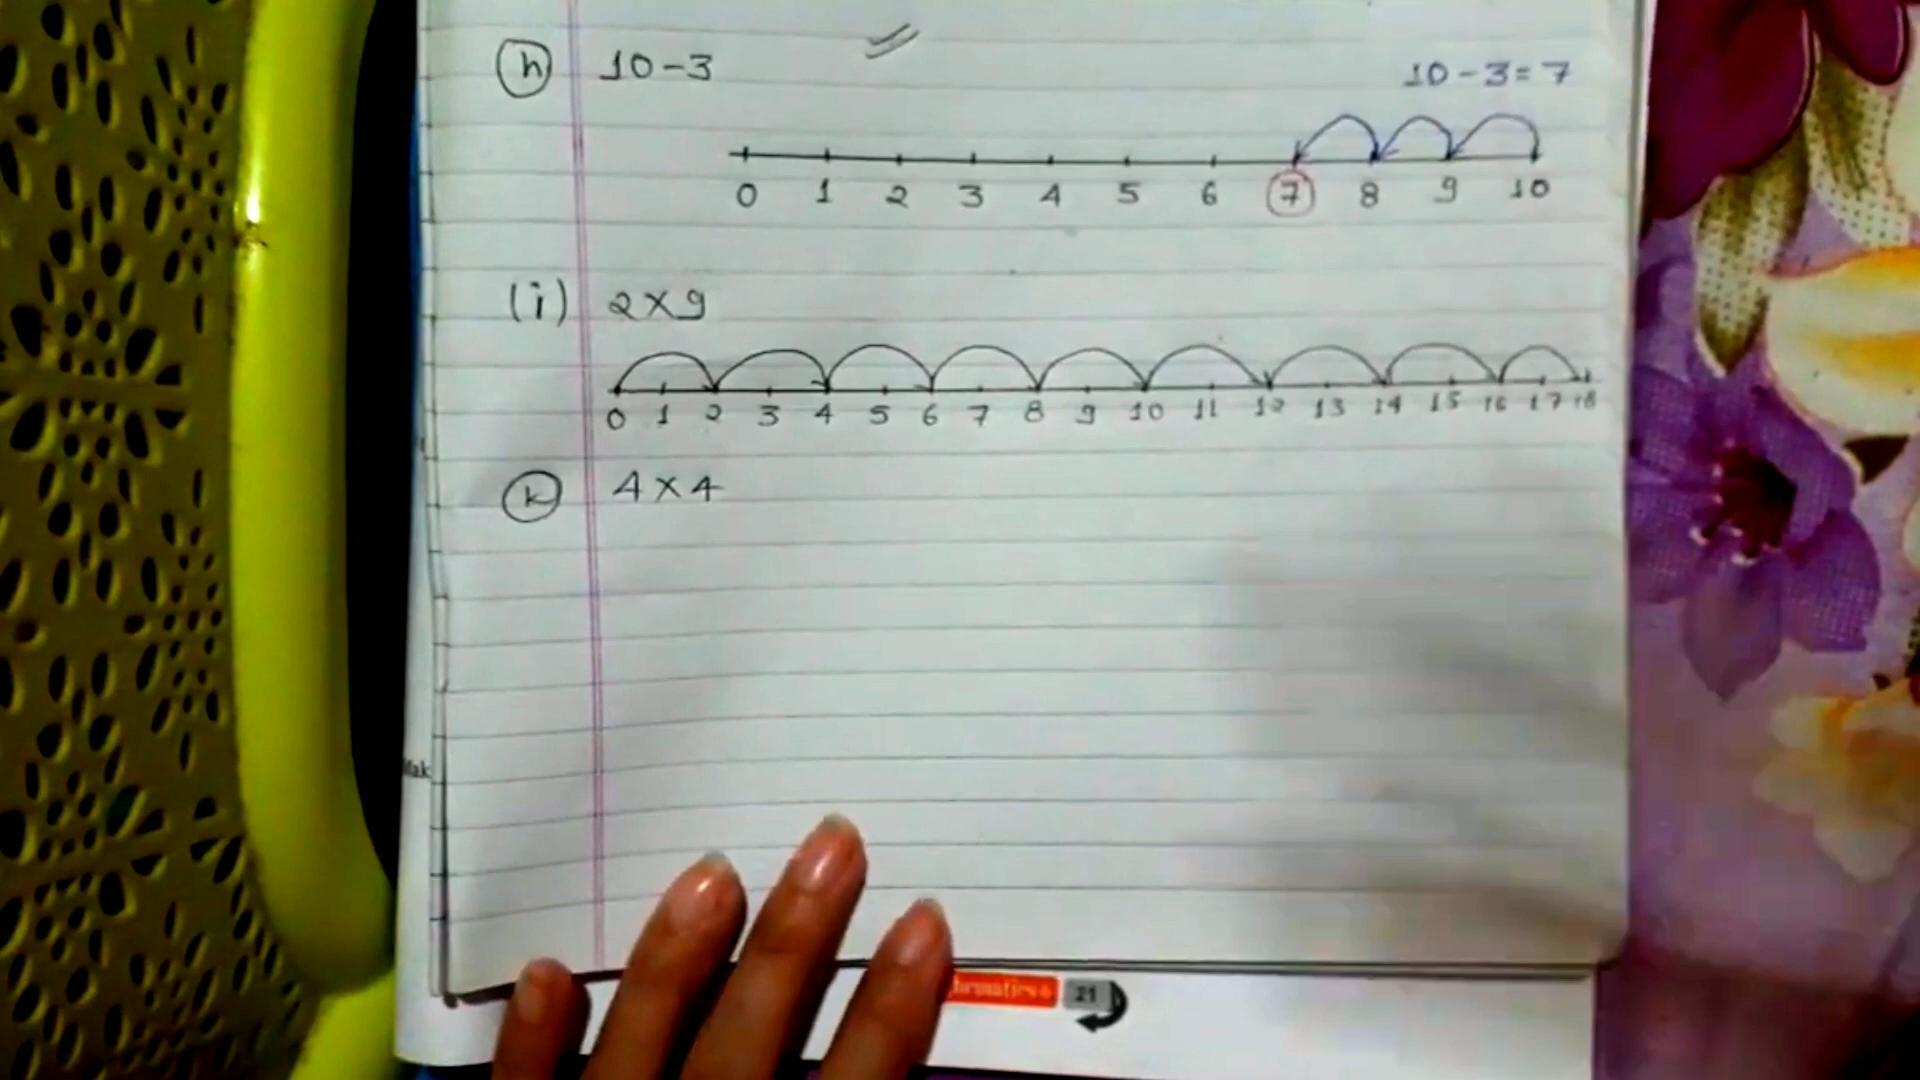 (h) 10-3
10-3=7
0 1 2 3 4 5 6 7 8 9 10
(i) 2×9
0 1 2 3 4 5 6 7 8 9 10 11 12 13 14 15 16 17 18
(k) 4×4
21